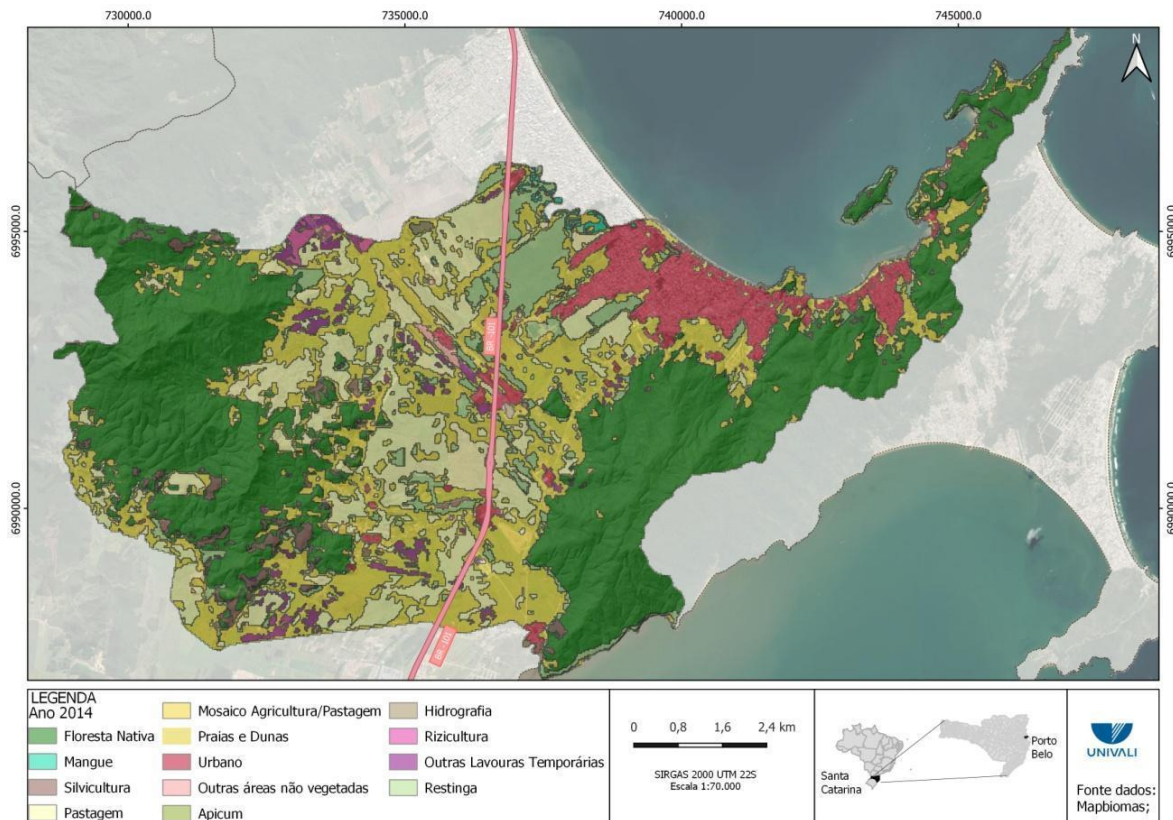 730000.0 735000.0 740000.0 745000.0
N
6995000.0
6995000.0
BR -101
6990000.0
6990000.0
BR -101
LEGENDA
Ano 2014
Floresta Nativa
Mangue
Silvicultura
Pastagem
Mosaico Agricultura/Pastagem
Praias e Dunas
Urbano
Outras áreas não vegetadas
Apicum
Hidrografia
Rizicultura
Outras Lavouras Temporárias
Restinga
0 0,8 1,6 2,4 km
SIRGAS 2000 UTM 22S
Escala 1:70.000
Santa
Catarina
Porto
Belo
UNIVALI
Fonte dados:
Mapbiomas;